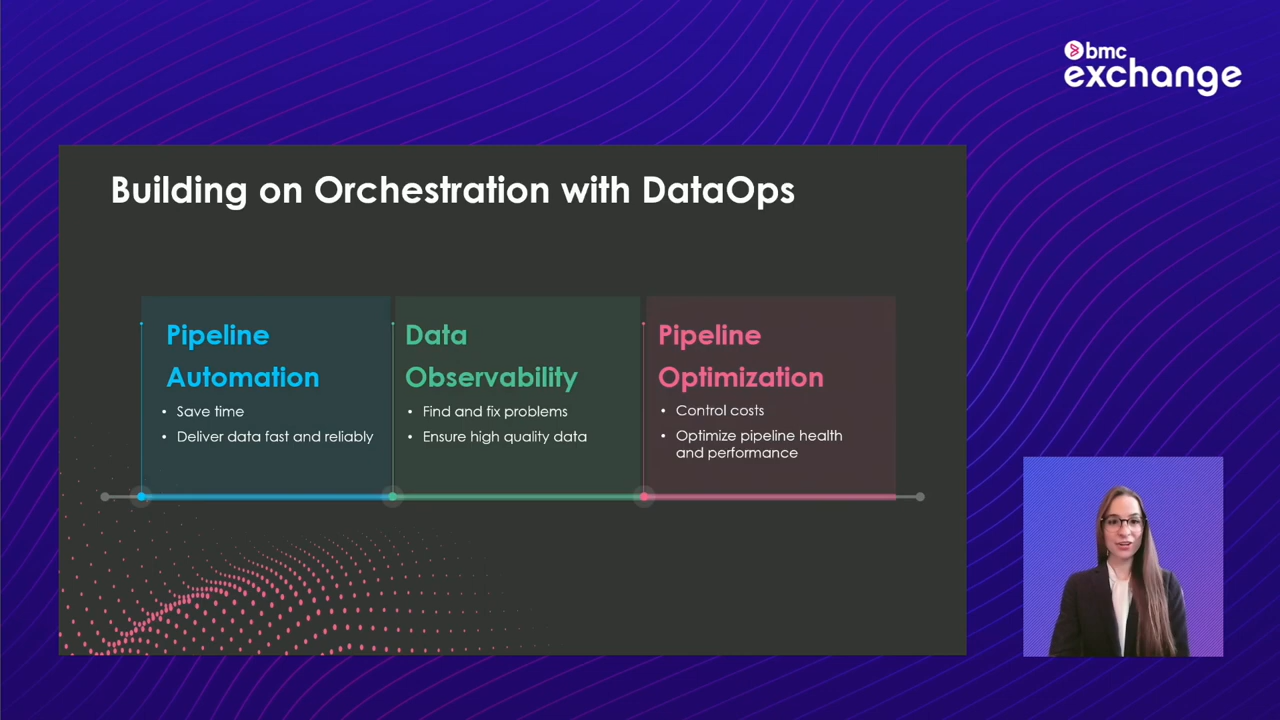 bmc
exchange
Building on Orchestration with DataOps
Pipeline
Automation
• Save time
• Deliver data fast and reliably
Data
Observability
• Find and fix problems
• Ensure high quality data
Pipeline
Optimization
• Control costs
• Optimize pipeline health
and performance